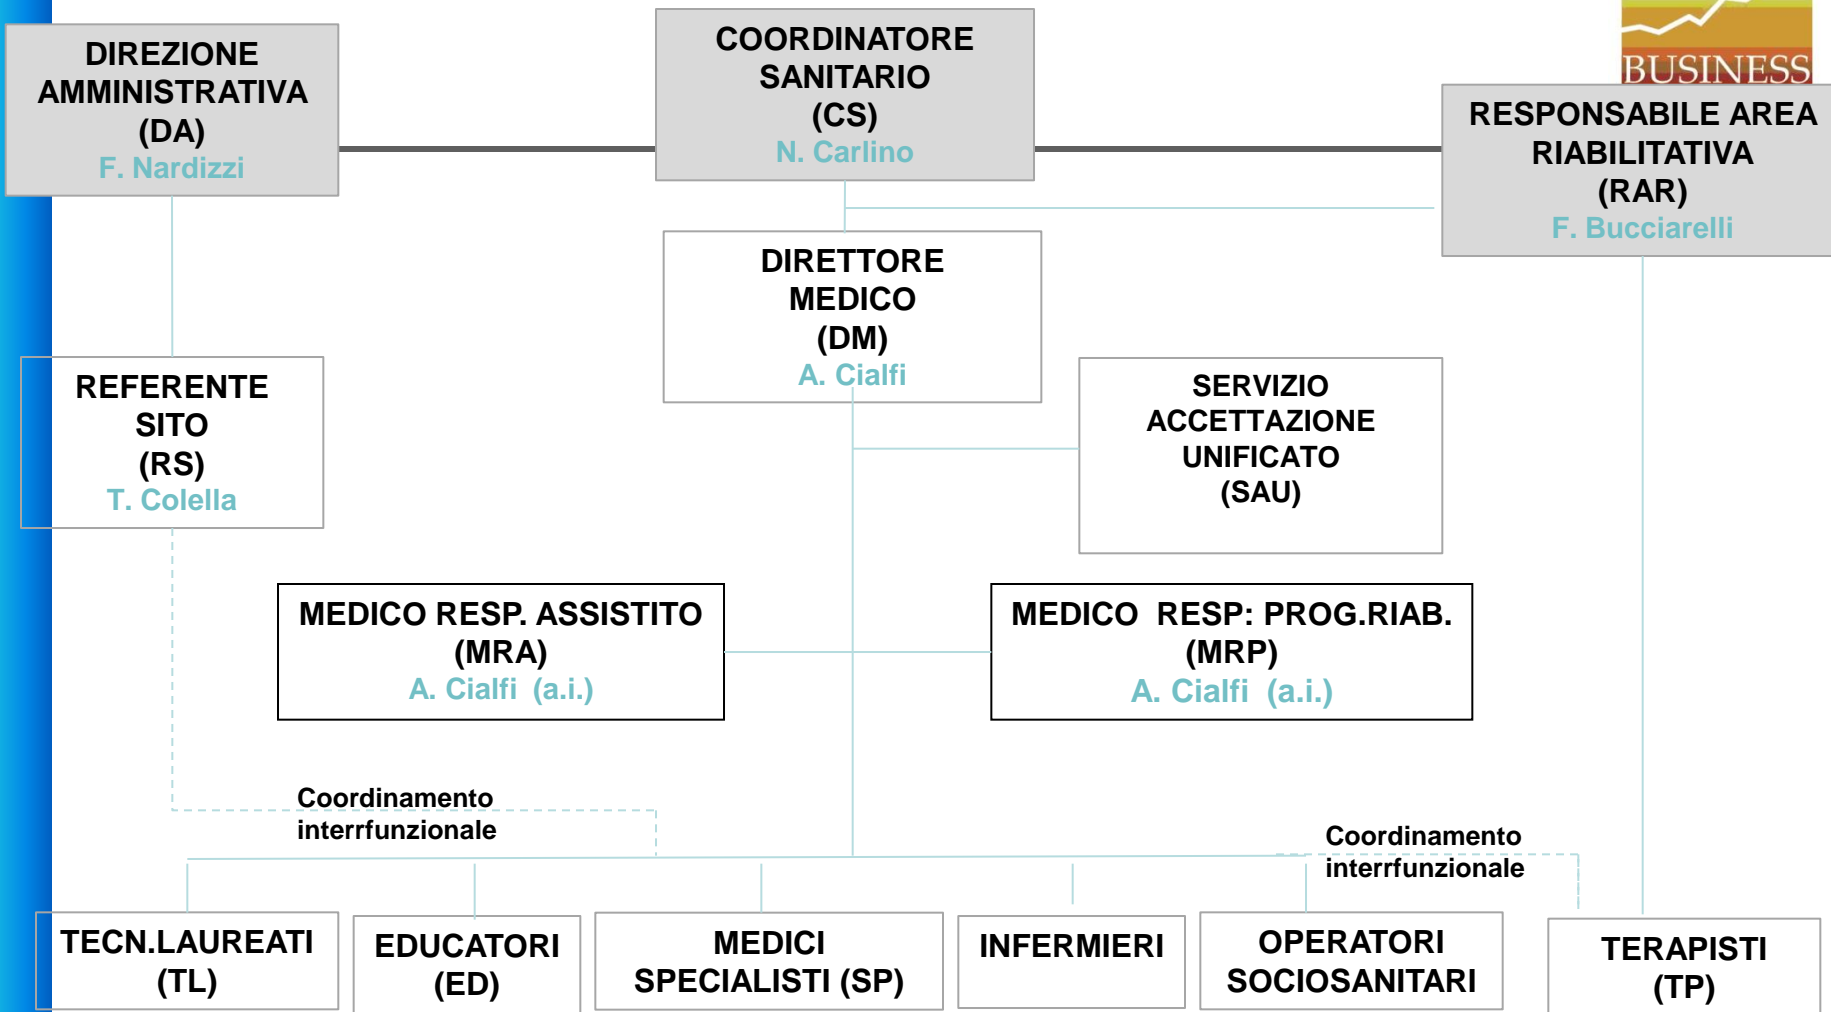 BUSINESS
DIREZIONE
AMMINISTRATIVA
(DA)
F. Nardizzi
COORDINATORE
SANITARIO
(CS)
N. Carlino
RESPONSABILE AREA
RIABILITATIVA
(RAR)
F. Bucciarelli
DIRETTORE
MEDICO
(DM)
A. Cialfi
REFERENTE
SITO
(RS)
T. Colella
SERVIZIO
ACCETTAZIONE
UNIFICATO
(SAU)
MEDICO RESP. ASSISTITO
(MRA)
A. Cialfi (a.i.)
MEDICO RESP: PROG.RIAB.
(MRP)
A. Cialfi (a.i.)
Coordinamento
interrfunzionale
Coordinamento
interrfunzionale
TECN.LAUREATI
(TL)
EDUCATORI
(ED)
MEDICI
SPECIALISTI (SP)
INFERMIERI
OPERATORI
SOCIOSANITARI
TERAPISTI
(TP)